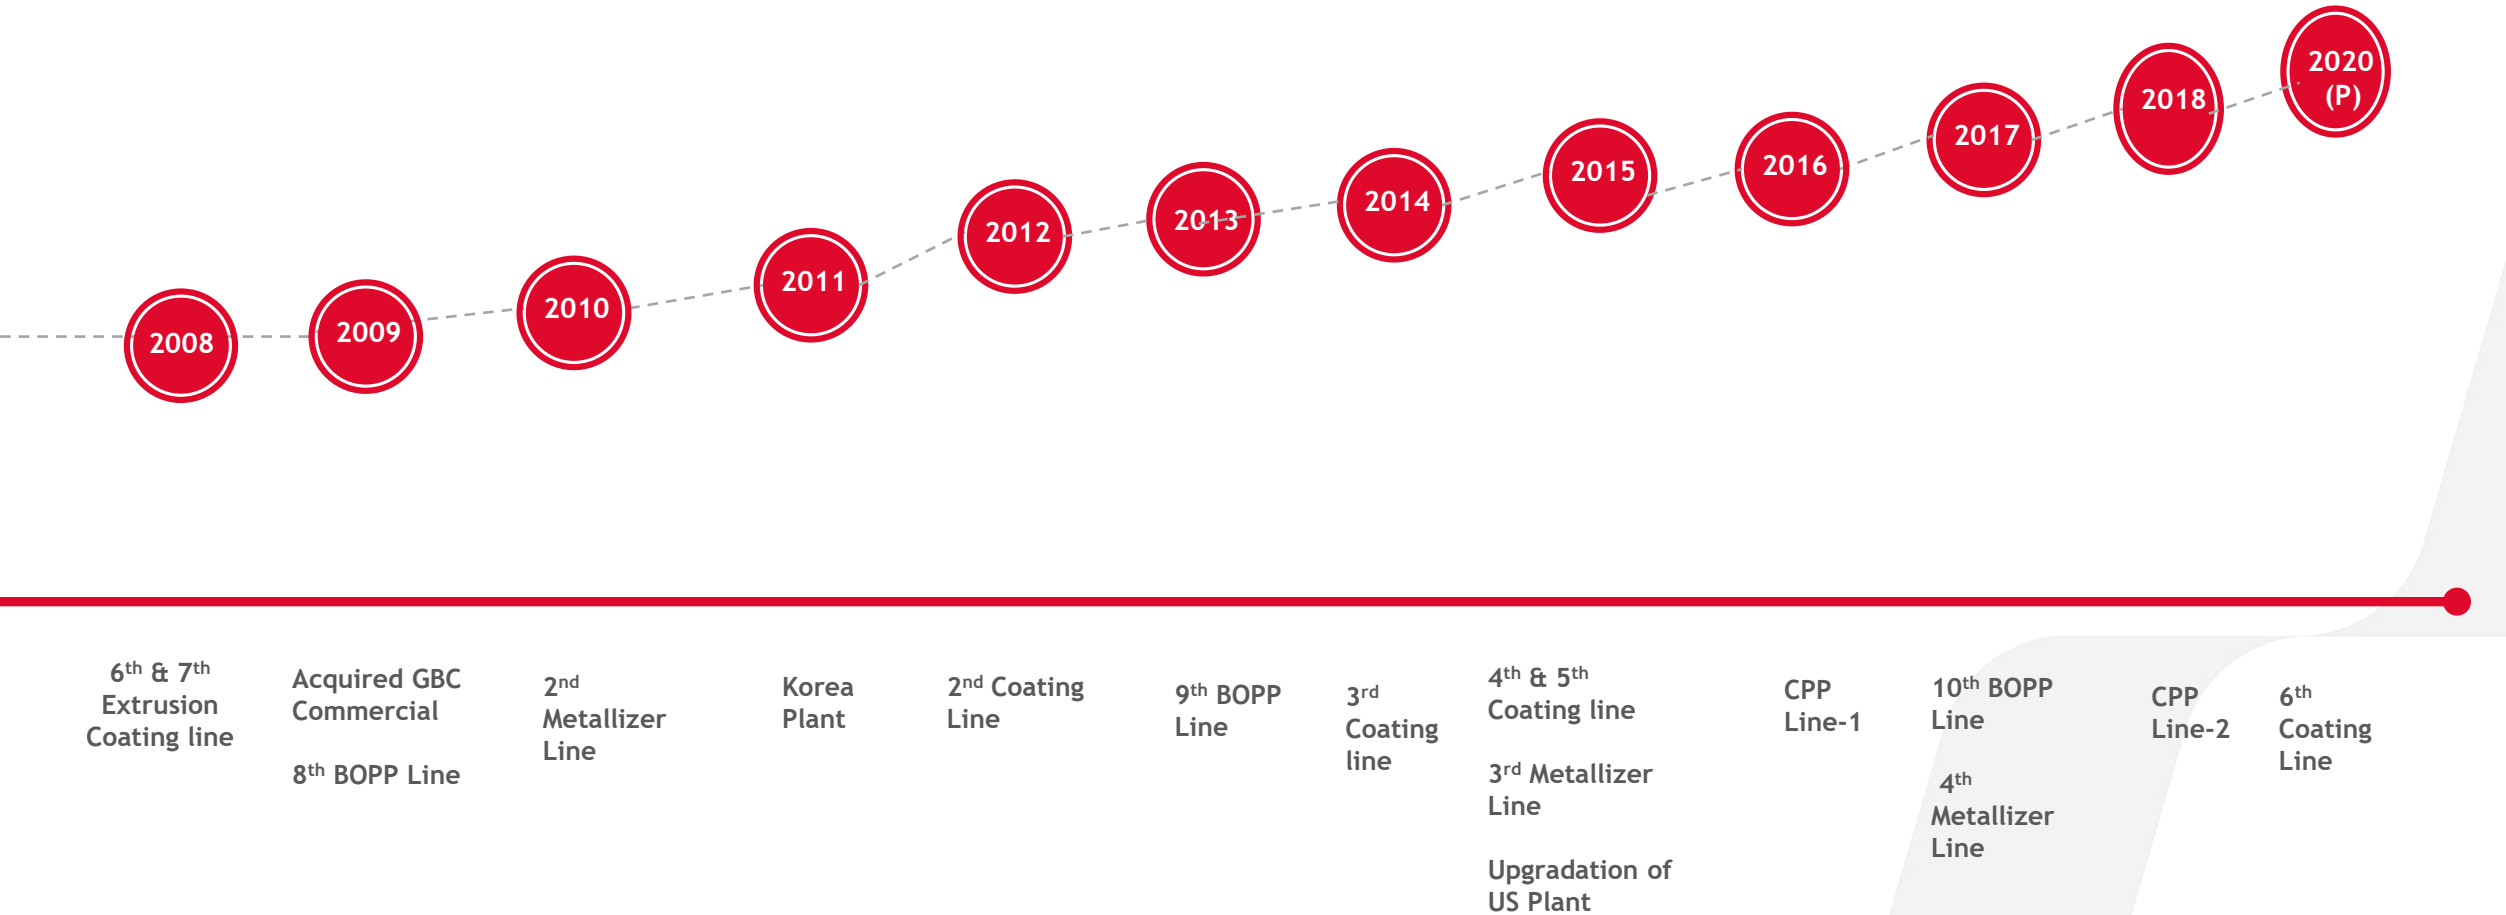 2008
2009
2010
2011
2012
2013
2014
2015
2016
2017
2018
2020
(P)
6th & 7th
Extrusion
Coating line
Acquired GBC
Commercial
8th BOPP Line
2nd
Metallizer
Line
Korea
Plant
2nd Coating
Line
9th BOPP
Line
3rd
Coating
line
4th & 5th
Coating line
3rd Metallizer
Line
Upgradation of
US Plant
CPP
Line-1
10th BOPP
Line
4th
Metallizer
Line
CPP
Line-2
6th
Coating
Line